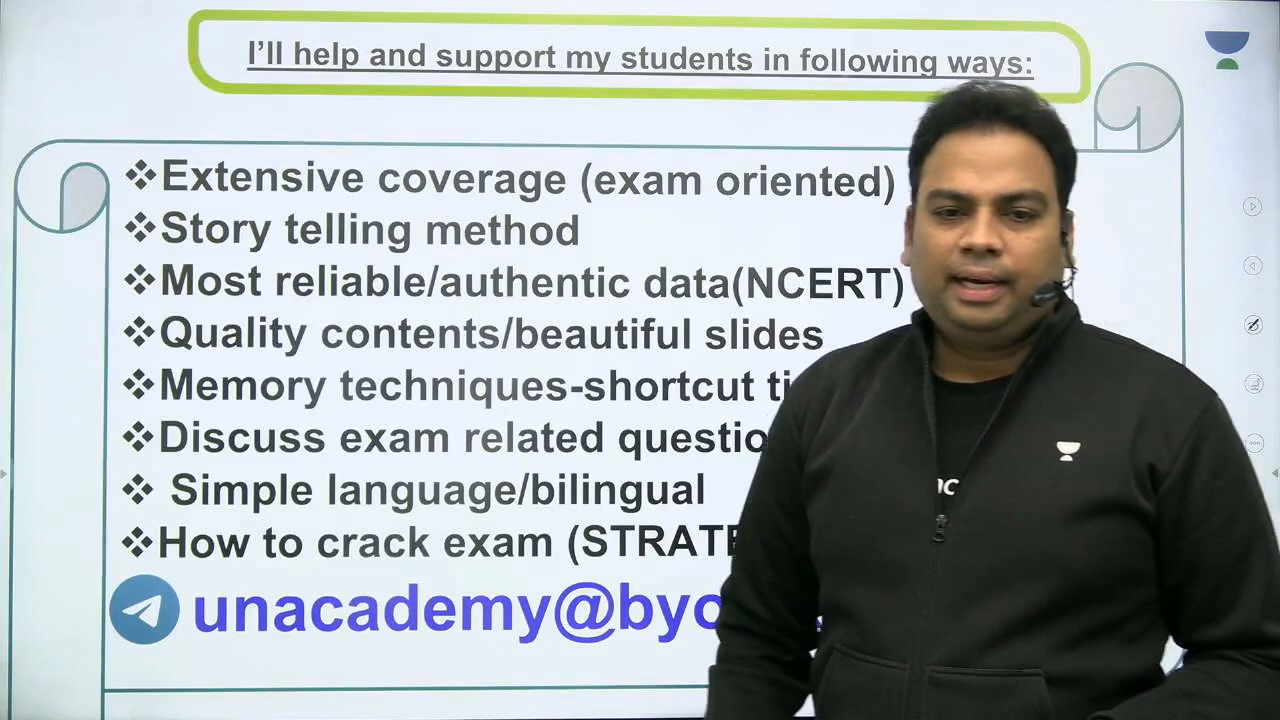 I'll help and support my students in following ways:
❖Extensive coverage (exam oriented)
❖Story telling method
❖Most reliable/authentic data(NCERT)
❖Quality contents/beautiful slides
❖Memory techniques-shortcut
❖Discuss exam related
❖ Simple language/bilingual
❖How to crack exam